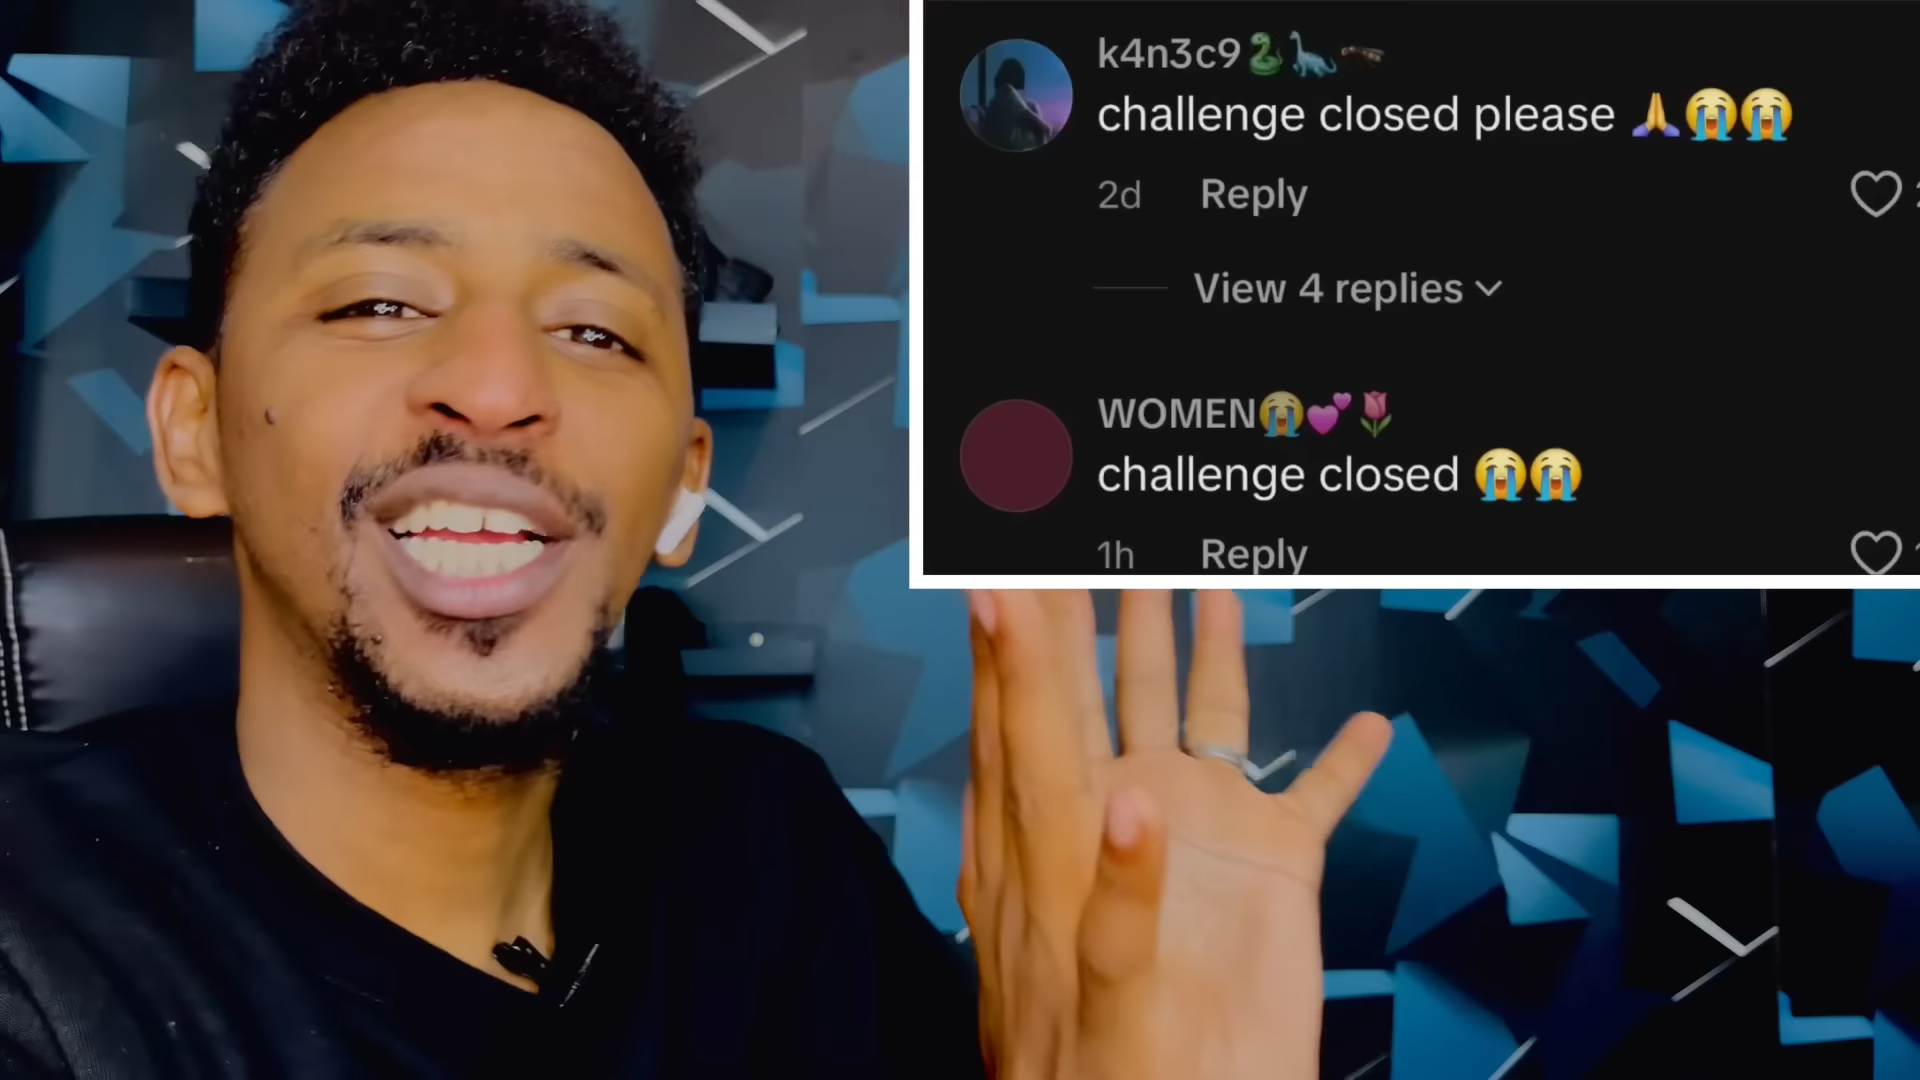 k4n3c9🐍🦕🦟
challenge closed please 🙏😭😭
2d Reply
View 4 replies
WOMEN😭💕🌷
challenge closed 😭😭
1h Reply